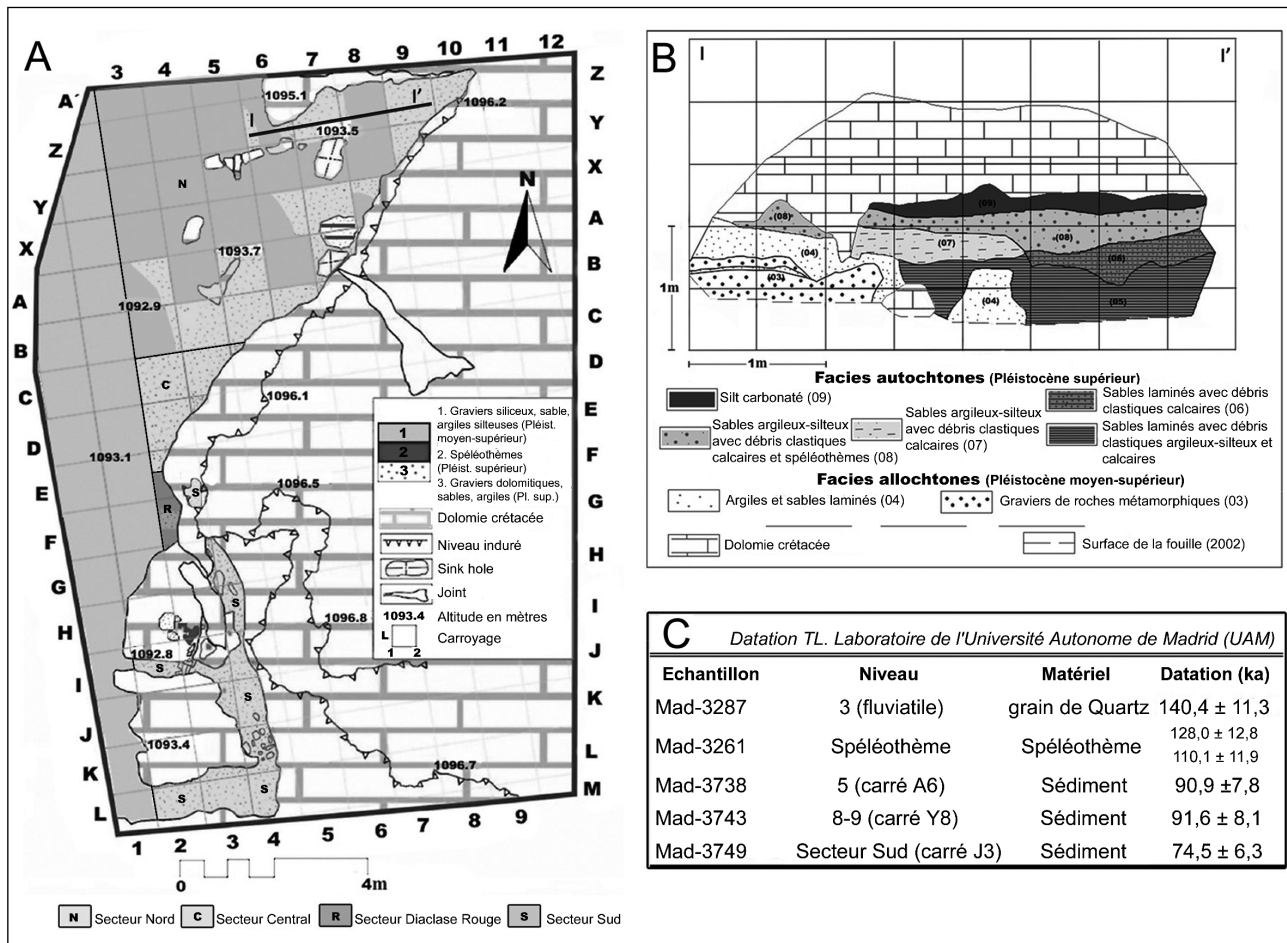 A
3 4 5 6 7 8 9 10 11 12
A´
Z
Y
X
A
B
C
D
E
F
G
H
I
J
K
L
Z
Y
X
A
B
C
D
E
F
G
H
I
J
K
L
M
1 2 3 4 5 6 7 8 9
1095.1
1096.2
I I'
1093.5
N
N
1093.7
1092.9
C
1096.1
1093.1
S
1096.5
R
S
1096.8
1092.8
S
S
1093.4
1096.7
S
S
1. Graviers siliceux, sable, argiles silteuses (Pléist. moyen-supérieur)
1
2
2. Spéléothèmes (Pléist. supérieur)
3
3. Graviers dolomitiques, sables, argiles (Pl. sup.)
Dolomie crétacée
Niveau induré
Sink hole
Joint
1093.4 Altitude en mètres
L Carroyage
1 2
0 4m
N Secteur Nord C Secteur Central R Secteur Diaclase Rouge S Secteur Sud
B
I I'
(09)
(08)
(08)
(07)
(04)
(06)
(03)
(04)
(05)
1m
1m
Facies autochtones (Pléistocène supérieur)
Silt carbonaté (09)
Sables argileux-silteux avec débris clastiques calcaires et spéléothèmes (08)
Sables argileux-silteux avec débris clastiques calcaires (07)
Sables laminés avec débris clastiques calcaires (06)
Sables laminés avec débris clastiques argileux-silteux et calcaires
Facies allochtones (Pléistocène moyen-supérieur)
Argiles et sables laminés (04)
Graviers de roches métamorphiques (03)
Dolomie crétacée
Surface de la fouille (2002)
C Datation TL. Laboratoire de l'Université Autonome de Madrid (UAM)
Echantillon Niveau Matériel Datation (ka)
Mad-3287 3 (fluviatile) grain de Quartz 140,4 ± 11,3
Mad-3261 Spéléothème Spéléothème 128,0 ± 12,8
110,1 ± 11,9
Mad-3738 5 (carré A6) Sédiment 90,9 ±7,8
Mad-3743 8-9 (carré Y8) Sédiment 91,6 ± 8,1
Mad-3749 Secteur Sud (carré J3) Sédiment 74,5 ± 6,3